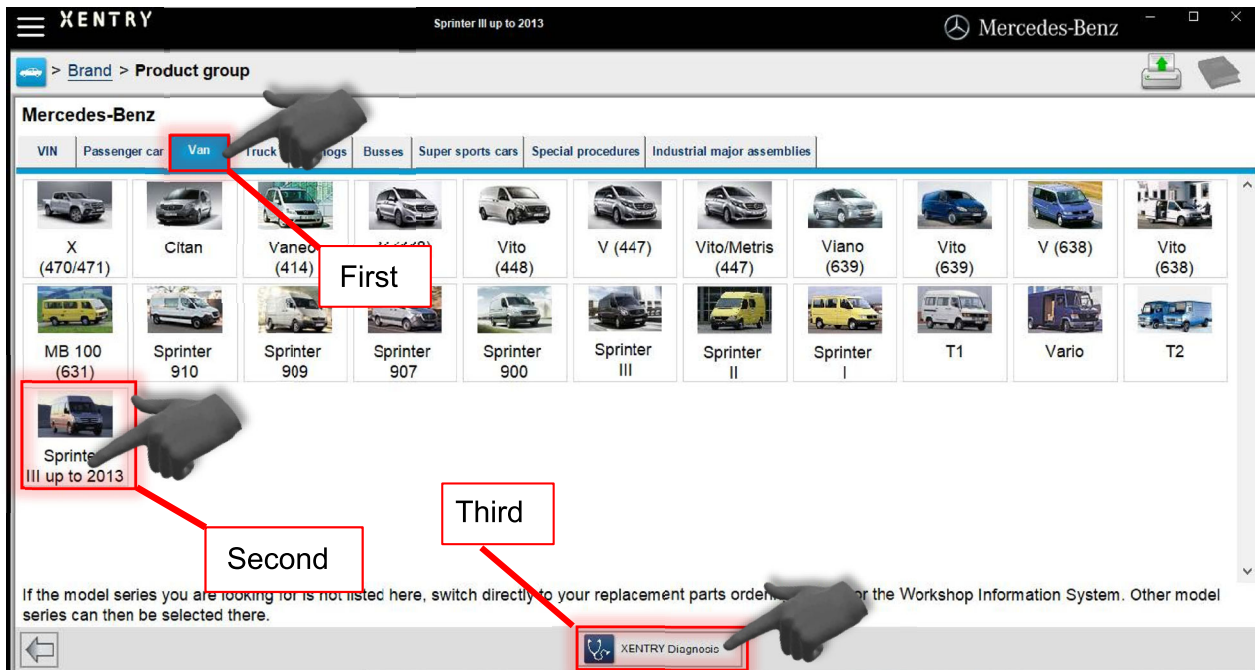 XENTRY
Sprinter III up to 2013
Mercedes-Benz
> Brand > Product group
Mercedes-Benz
VIN Passenger car Van Truck Busses Super sports cars Special procedures Industrial major assemblies
X
(470/471)
Citan
Vaneo
(414)
Vito
(448)
V (447)
Vito/Metris
(447)
Viano
(639)
Vito
(639)
V (638)
Vito
(638)
First
MB 100
(631)
Sprinter
910
Sprinter
909
Sprinter
907
Sprinter
900
Sprinter
III
Sprinter
II
Sprinter
I
T1
Vario
T2
Sprinter
III up to 2013
Second
Third
If the model series you are looking for is not listed here, switch directly to your replacement parts the Workshop Information System. Other model
series can then be selected there.
XENTRY Diagnosis